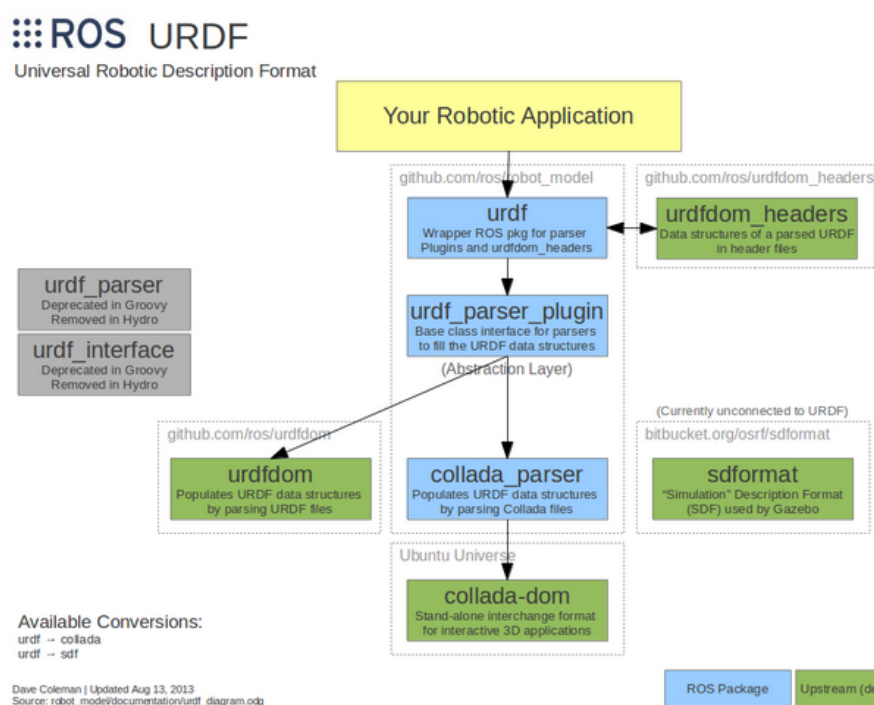 ROS URDF
Universal Robotic Description Format
Your Robotic Application
github.com/ros/robot_model
github.com/ros/urdfdom_headers
urdf
Wrapper ROS pkg for parser
Plugins and urdfdom_headers
urdfdom_headers
Data structures of a parsed URDF
in header files
urdf_parser
Deprecated in Groovy
Removed in Hydro
urdf_interface
Deprecated in Groovy
Removed in Hydro
urdf_parser_plugin
Base class interface for parsers
to fill the URDF data structures
(Abstraction Layer)
(Currently unconnected to URDF)
github.com/ros/urdfdom
bitbucket.org/osrf/sdformat
urdfdom
Populates URDF data structures
by parsing URDF files
collada_parser
Populates URDF data structures
by parsing Collada files
sdformat
“Simulation” Description Format
(SDF) used by Gazebo
Ubuntu Universe
collada-dom
Stand-alone interchange format
for interactive 3D applications
Available Conversions:
urdf → collada
urdf → sdf
Dave Coleman | Updated Aug 13, 2013
Source: robot_model/documentation/urdf_diagram.odg
ROS Package
Upstream (de